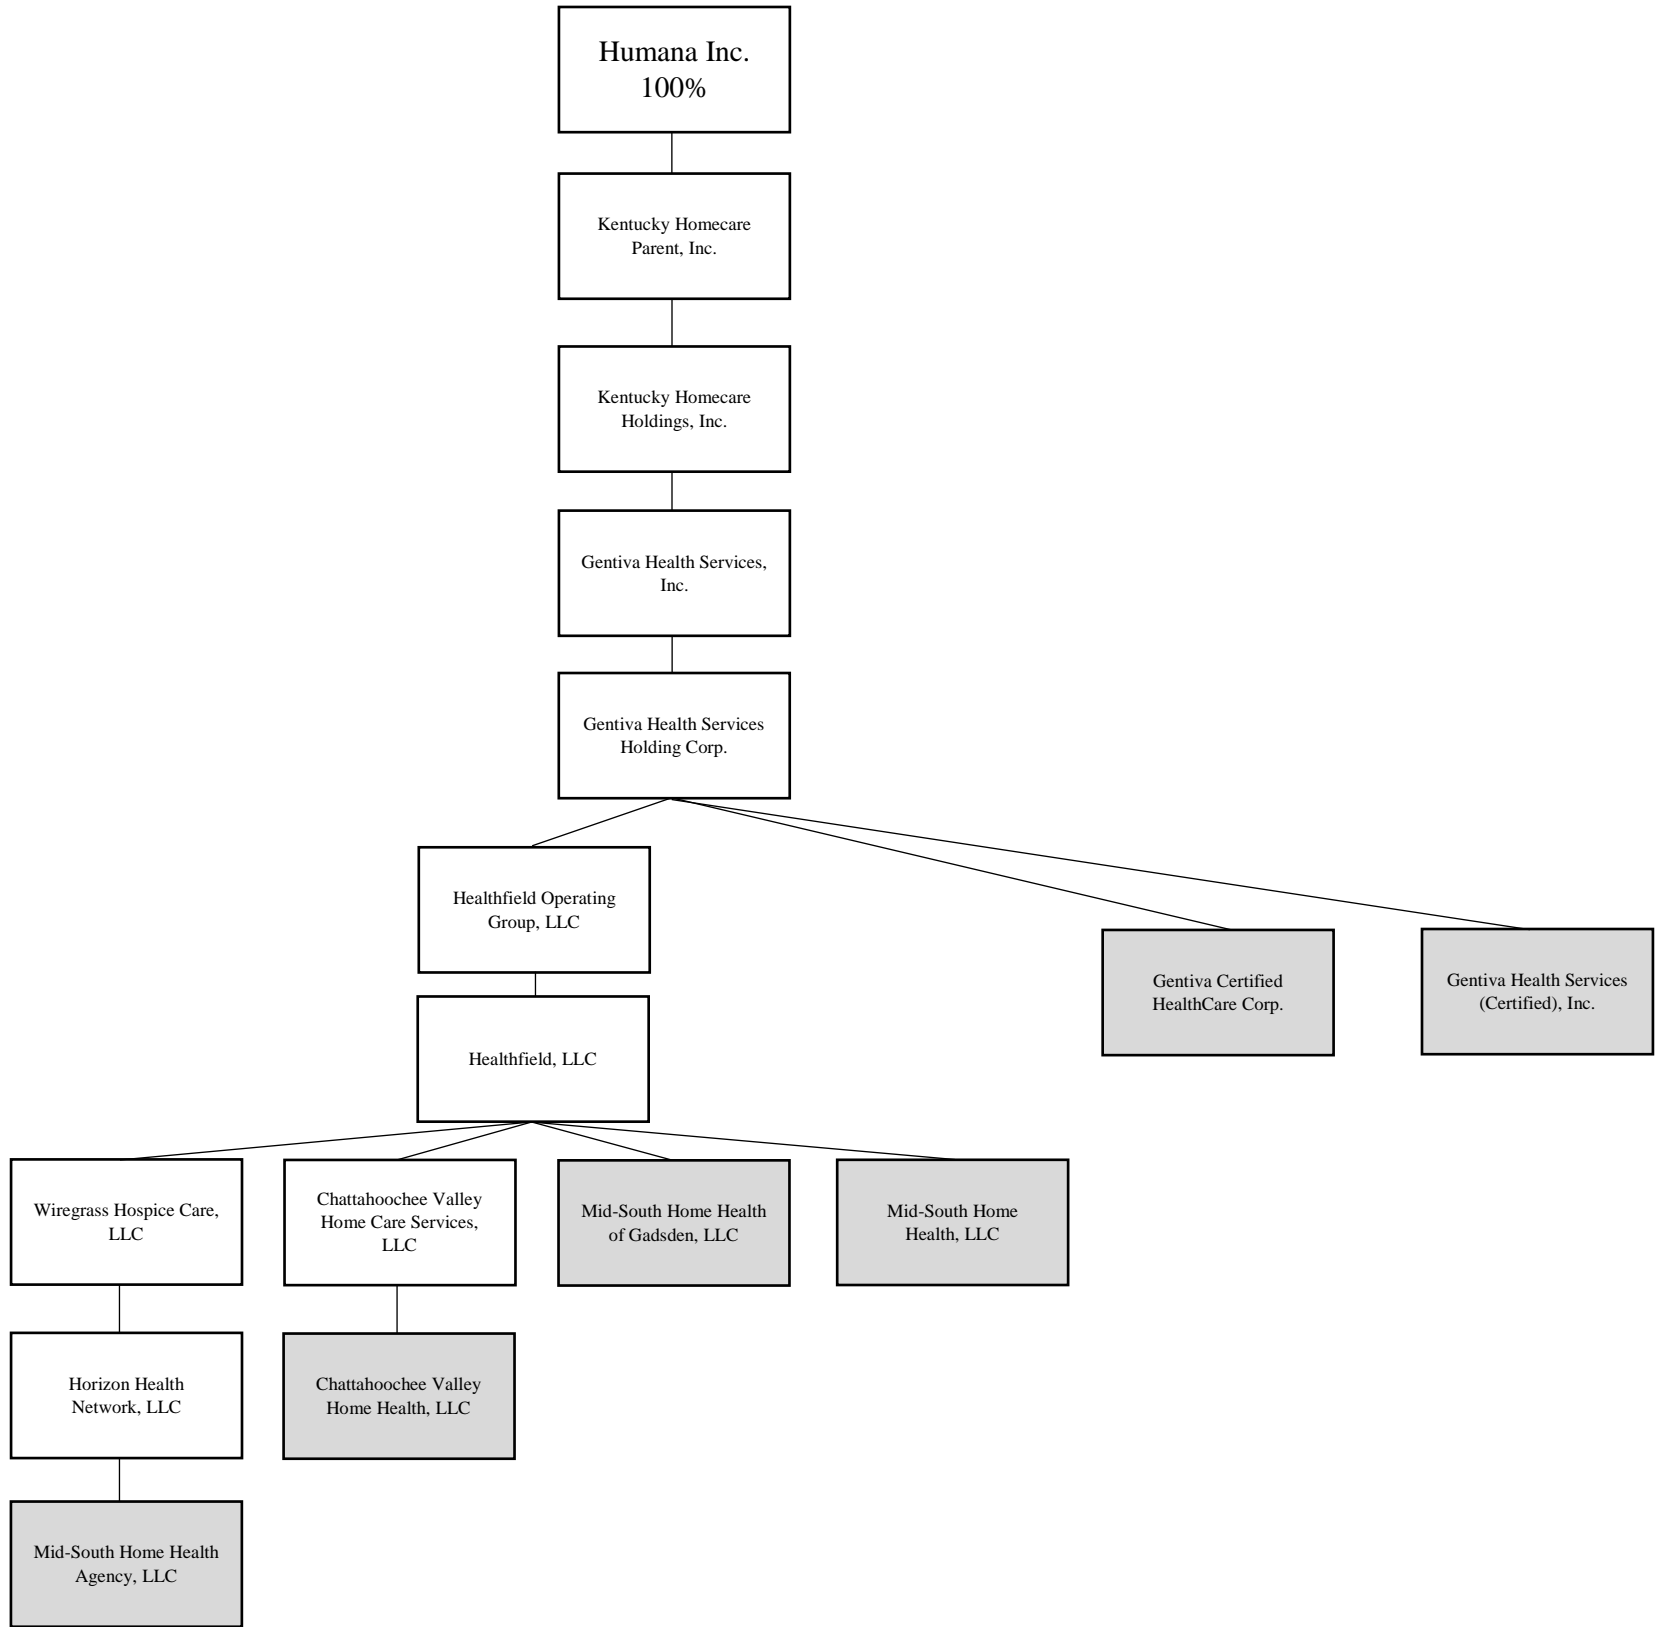 Humana Inc.
100%
Kentucky Homecare
Parent, Inc.
Kentucky Homecare
Holdings, Inc.
Gentiva Health Services,
Inc.
Gentiva Health Services
Holding Corp.
Healthfield Operating
Group, LLC
Gentiva Certified
HealthCare Corp.
Gentiva Health Services
(Certified), Inc.
Healthfield, LLC
Wiregrass Hospice Care,
LLC
Chattahoochee Valley
Home Care Services,
LLC
Mid-South Home Health
of Gadsden, LLC
Mid-South Home
Health, LLC
Horizon Health
Network, LLC
Chattahoochee Valley
Home Health, LLC
Mid-South Home Health
Agency, LLC